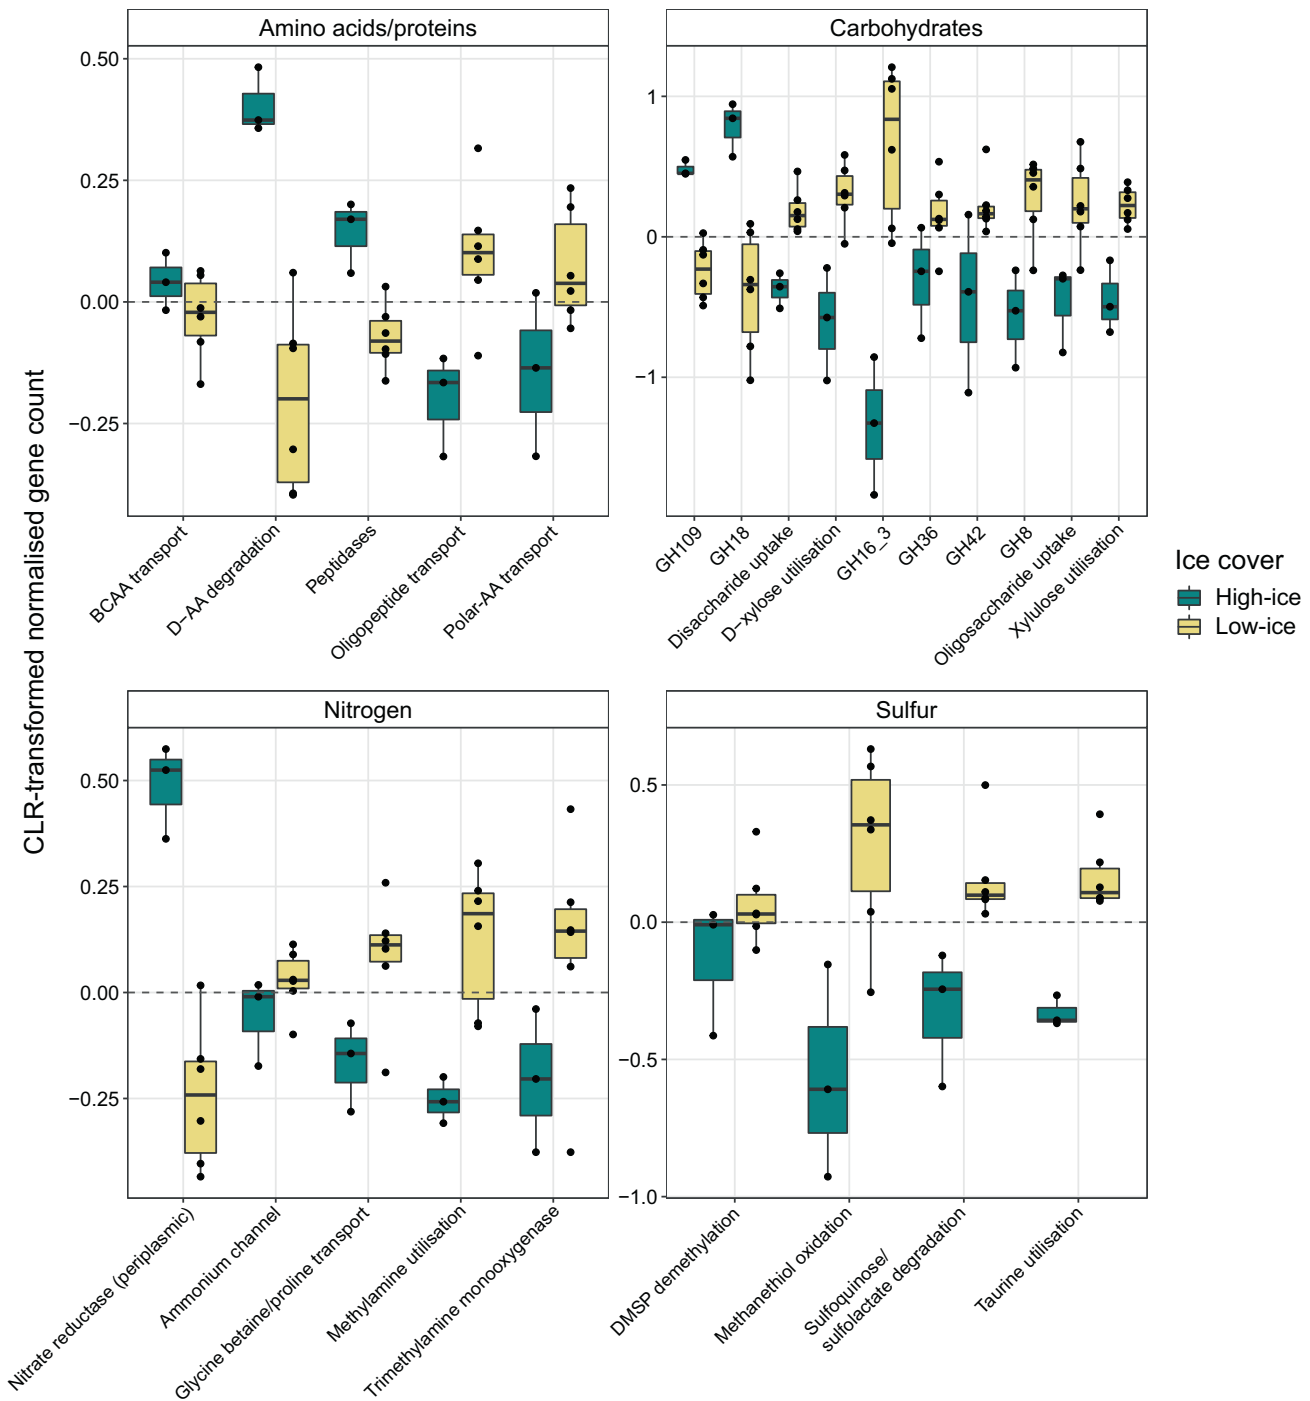 CLR-transformed normalised gene count
Amino acids/proteins
0.50
0.25
0.00
−0.25
BCAA transport
D−AA degradation
Peptidases
Oligopeptide transport
Polar-AA transport
Carbohydrates
1
0
−1
GH109
GH18
Disaccharide uptake
D−xylose utilisation
GH16_3
GH36
GH42
GH8
Oligosaccharide uptake
Xylulose utilisation
Ice cover
High-ice
Low-ice
Nitrogen
0.50
0.25
0.00
−0.25
Nitrate reductase (periplasmic)
Ammonium channel
Glycine betaine/proline transport
Methylamine utilisation
Trimethylamine monooxygenase
Sulfur
0.5
0.0
−0.5
−1.0
DMSP demethylation
Methanethiol oxidation
Sulfoquinose/
sulfolactate degradation
Taurine utilisation